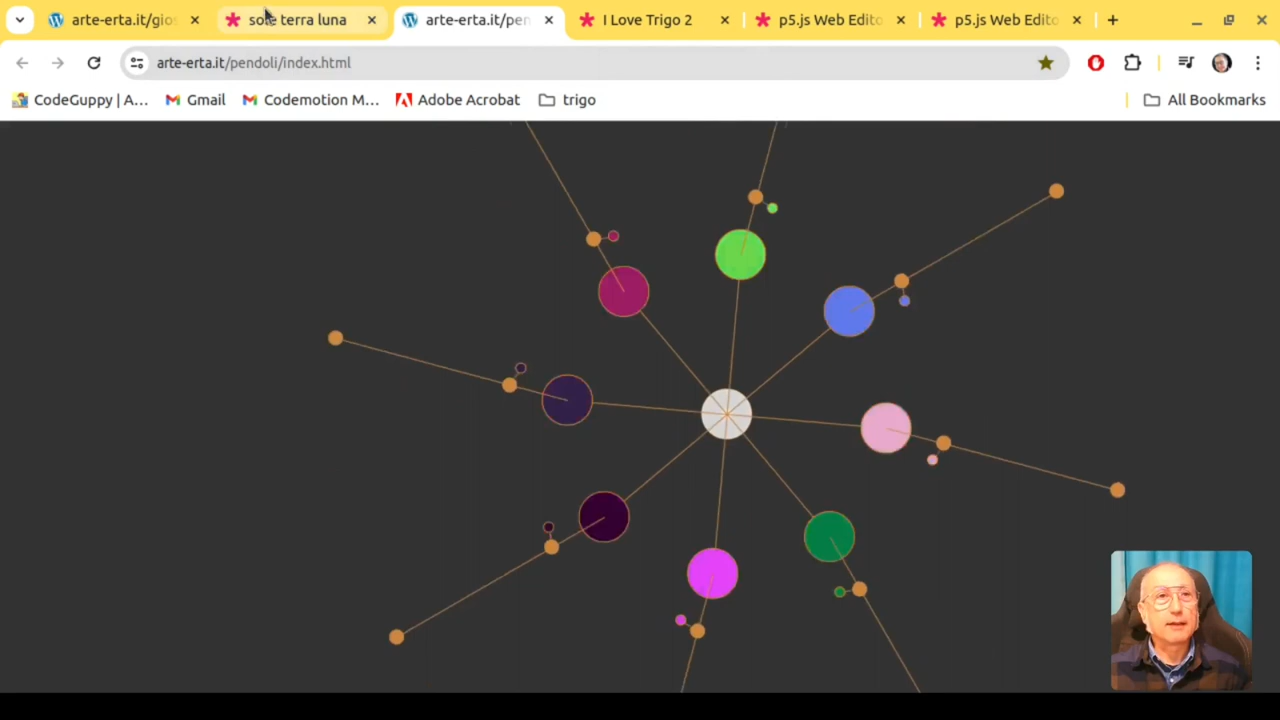 arte-erta.it/gios
sole terra luna
arte-erta.it/pen
I Love Trigo 2
p5.js Web Edito
p5.js Web Edito
arte-erta.it/pendoli/index.html
CodeGuppy | A...
Gmail
Codemotion M...
Adobe Acrobat
trigo
All Bookmarks